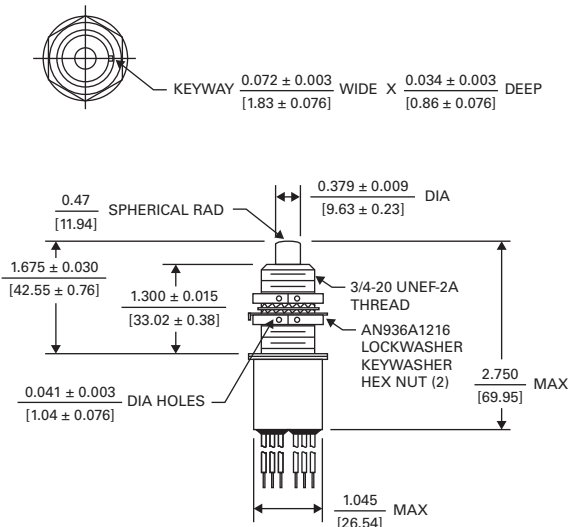 KEYWAY 0.072 ± 0.003 WIDE X 0.034 ± 0.003 DEEP
[1.83 ± 0.076] [0.86 ± 0.076]
0.379 ± 0.009 DIA
[9.63 ± 0.23]
0.47 SPHERICAL RAD
[11.94]
1.675 ± 0.030
[42.55 ± 0.76]
1.300 ± 0.015
[33.02 ± 0.38]
3/4-20 UNEF-2A
THREAD
AN936A1216
LOCKWASHER
KEYWASHER
HEX NUT (2)
2.750 MAX
[69.95]
0.041 ± 0.003 DIA HOLES
[1.04 ± 0.076]
1.045 MAX
[26.54]